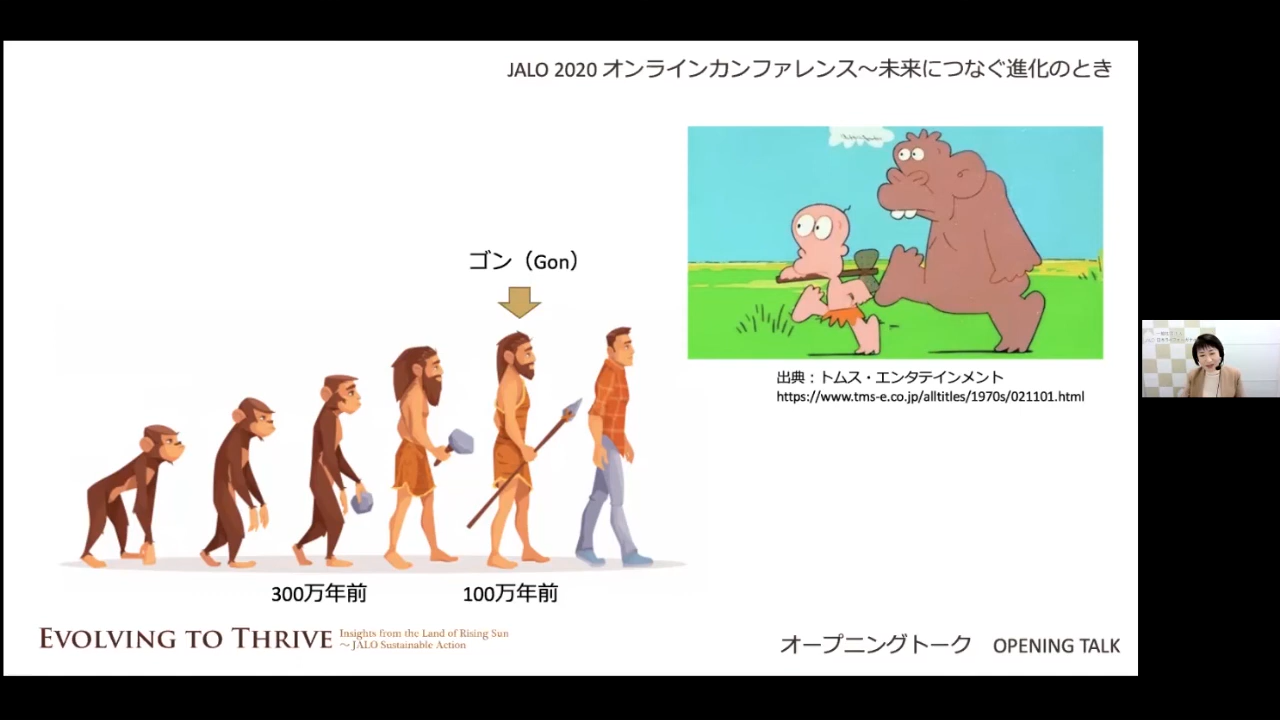 JALO 2020 オンラインカンファレンス～未来につなぐ進化のとき
ゴン（Gon）
出典：トムス・エンタテインメント
https://www.tms-e.co.jp/alltitles/1970s/021101.html
300万年前
100万年前
EVOLVING TO THRIVE
Insights from the Land of Rising Sun
～JALO Sustainable Action
オープニングトーク OPENING TALK